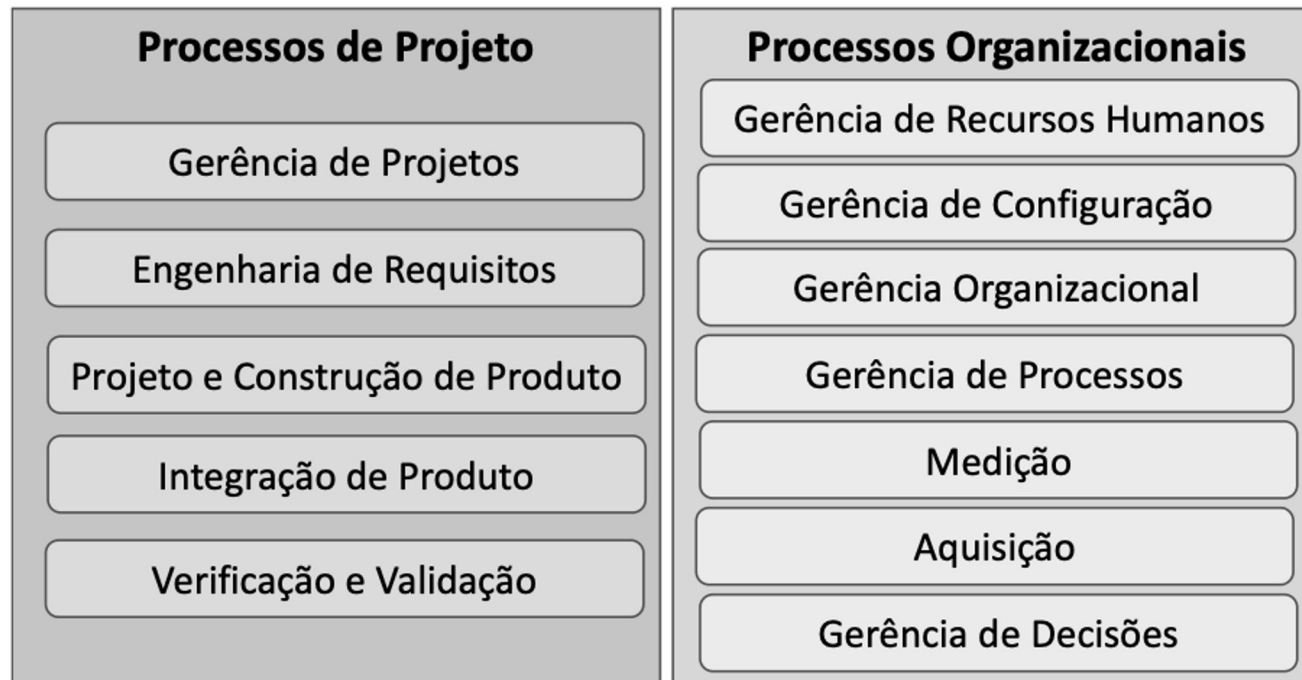 Processos de Projeto
Gerência de Projetos
Engenharia de Requisitos
Projeto e Construção de Produto
Integração de Produto
Verificação e Validação
Processos Organizacionais
Gerência de Recursos Humanos
Gerência de Configuração
Gerência Organizacional
Gerência de Processos
Medição
Aquisição
Gerência de Decisões